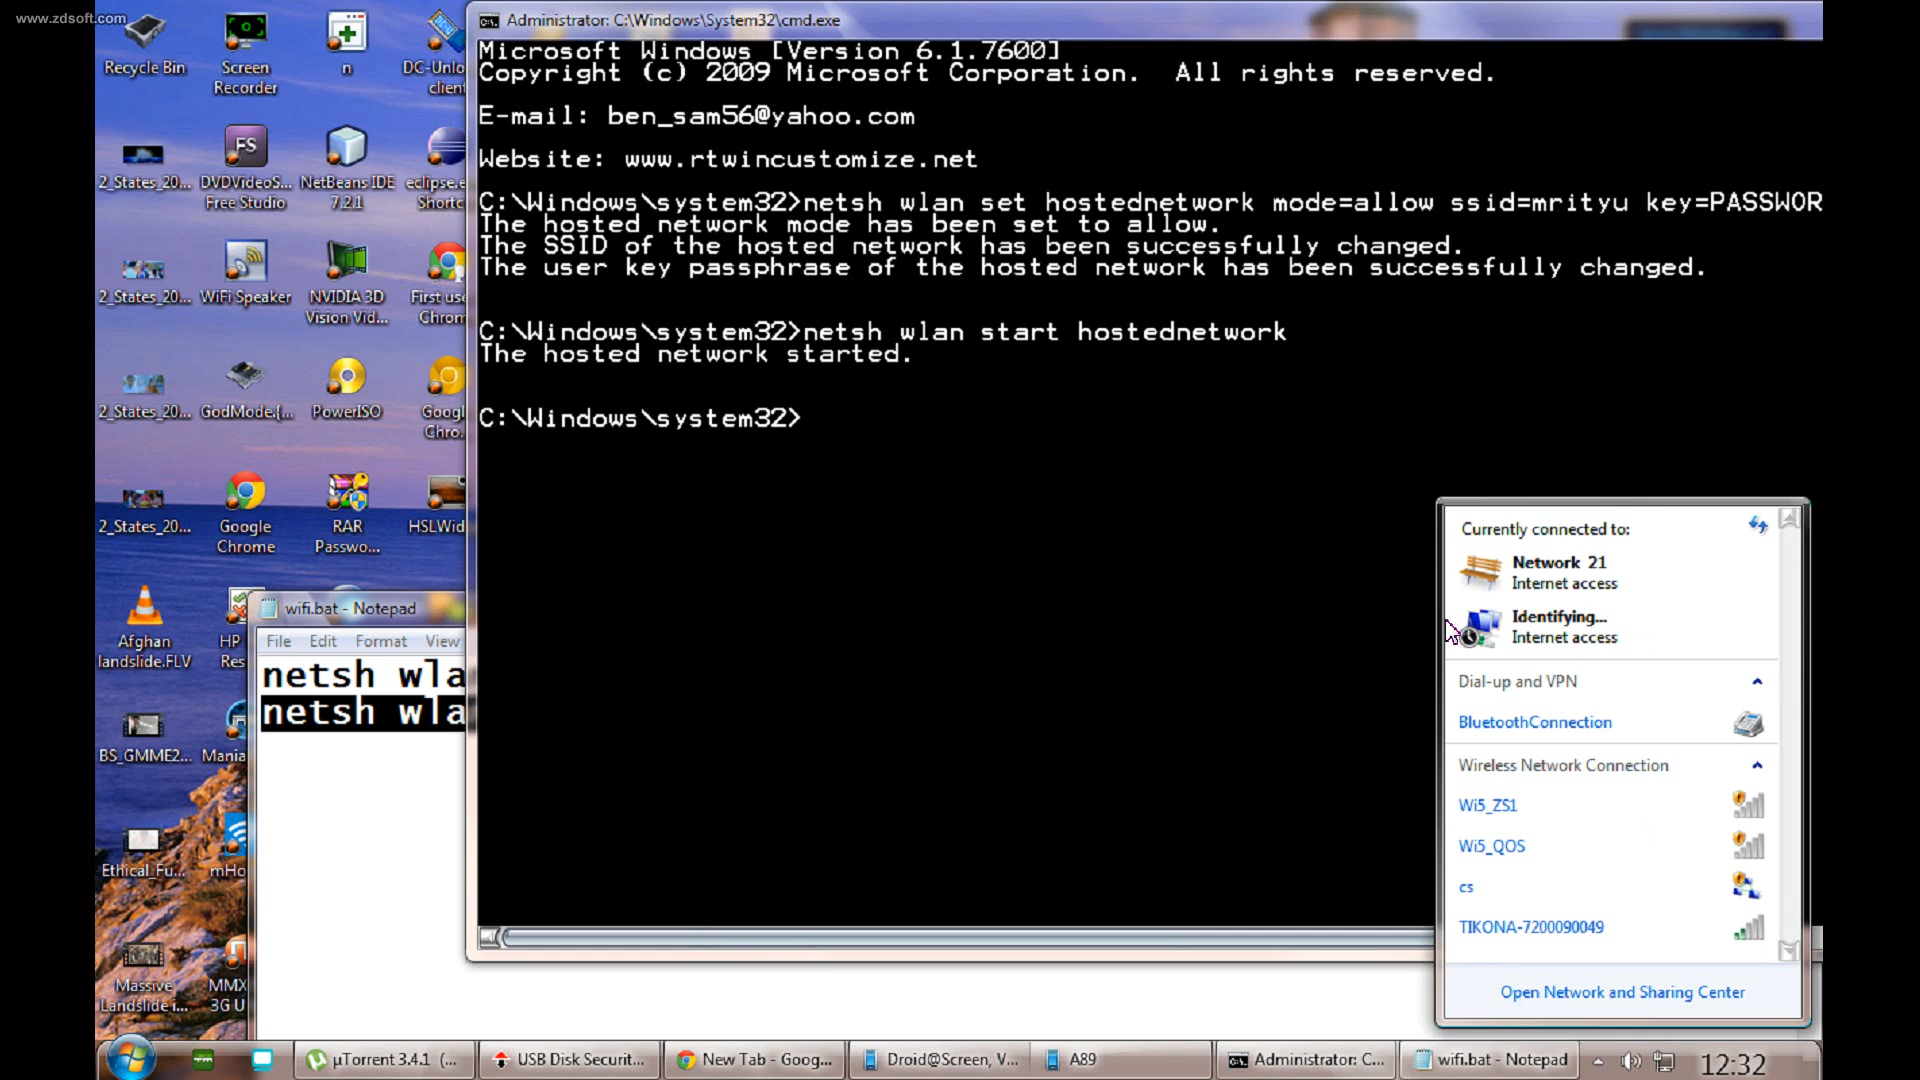 www.zdsoft.com
Recycle Bin
Screen
Recorder
n
DC-Unlo
client
2_States_20...
FS
DVDVideoS...
Free Studio
NetBeans IDE
7.2.1
eclipse.e
Shortc
2_States_20...
WiFi Speaker
NVIDIA 3D
Vision Vid...
First use
Chrom
2_States_20...
GodMode.{...
PowerISO
Googl
Chro.
2_States_20...
Google
Chrome
RAR
Passwo...
HSLWid
Afghan
landslide.FLV
HP
Res
BS_GMME2...
Mania
Ethical_Fu...
mHo
Massive
Landslide i...
MMX
3G U
Administrator: C:\Windows\System32\cmd.exe
Microsoft Windows [Version 6.1.7600]
Copyright (c) 2009 Microsoft Corporation.  All rights reserved.
E-mail: ben_sam56@yahoo.com
Website: www.rtwincustomize.net
C:\Windows\system32>netsh wlan set hostednetwork mode=allow ssid=mrityu key=PASSWOR
The hosted network mode has been set to allow.
The SSID of the hosted network has been successfully changed.
The user key passphrase of the hosted network has been successfully changed.
C:\Windows\system32>netsh wlan start hostednetwork
The hosted network started.
C:\Windows\system32>
wifi.bat - Notepad
File Edit Format View
netsh wla
netsh wla
Currently connected to:
Network 21
Internet access
Identifying...
Internet access
Dial-up and VPN
BluetoothConnection
Wireless Network Connection
Wi5_ZS1
Wi5_QOS
cs
TIKONA-7200090049
Open Network and Sharing Center
µTorrent 3.4.1 (...
USB Disk Securit...
New Tab - Goog...
Droid@Screen, V...
A89
Administrator: C...
wifi.bat - Notepad
12:32